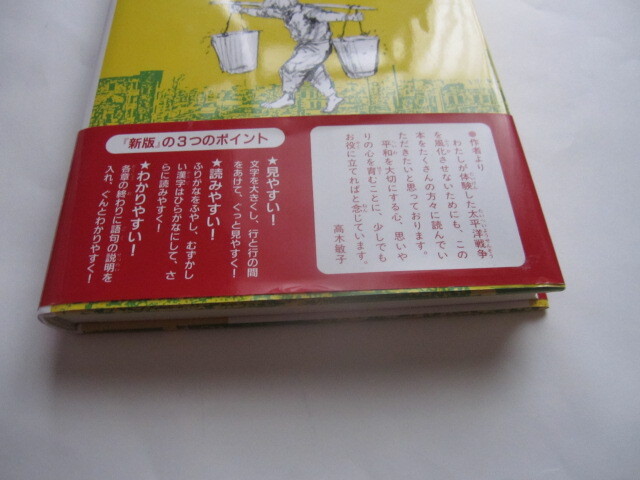 『新版』の3つのポイント
★見やすい！
文字を大きくし、行と行の間
をあけて、ぐっと見やすく！
★読みやすい！
ふりがなをふやし、むずかし
い漢字はひらがなにして、さ
らに読みやすく！
★わかりやすい！
各章の終わりに語句の説明を
入れ、ぐんとわかりやすく！
●作者より
わたしが体験した太平洋戦争
を風化させないためにも、この
本をたくさんの方々に読んでい
ただきたいと思っております。
平和を大切にする心、思いや
りの心を育むことに、少しでも
お役に立てればと念じています。
高木敏子